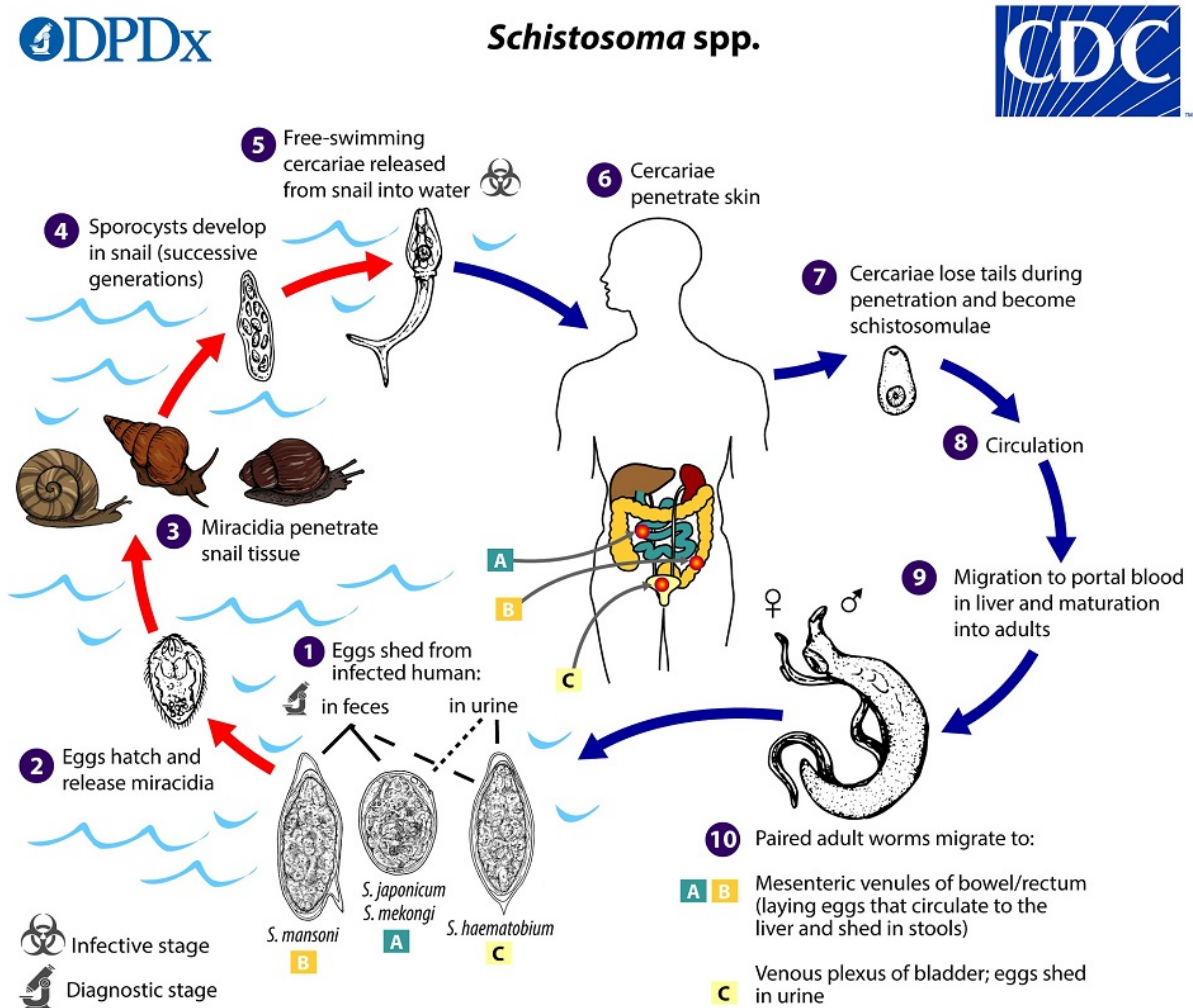 DPDx
Schistosoma spp.
CDC
TM
5 Free-swimming
cercariae released
from snail into water
6 Cercariae
penetrate skin
4 Sporocysts develop
in snail (successive
generations)
7 Cercariae lose tails during
penetration and become
schistosomulae
8 Circulation
3 Miracidia penetrate
snail tissue
A
B
C
9 Migration to portal blood
in liver and maturation
into adults
♀ ♂
1 Eggs shed from
infected human:
in feces
in urine
2 Eggs hatch and
release miracidia
S. mansoni
B
S. japonicum
S. mekongi
A
S. haematobium
C
10 Paired adult worms migrate to:
A B Mesenteric venules of bowel/rectum
(laying eggs that circulate to the
liver and shed in stools)
C Venous plexus of bladder; eggs shed
in urine
Infective stage
Diagnostic stage